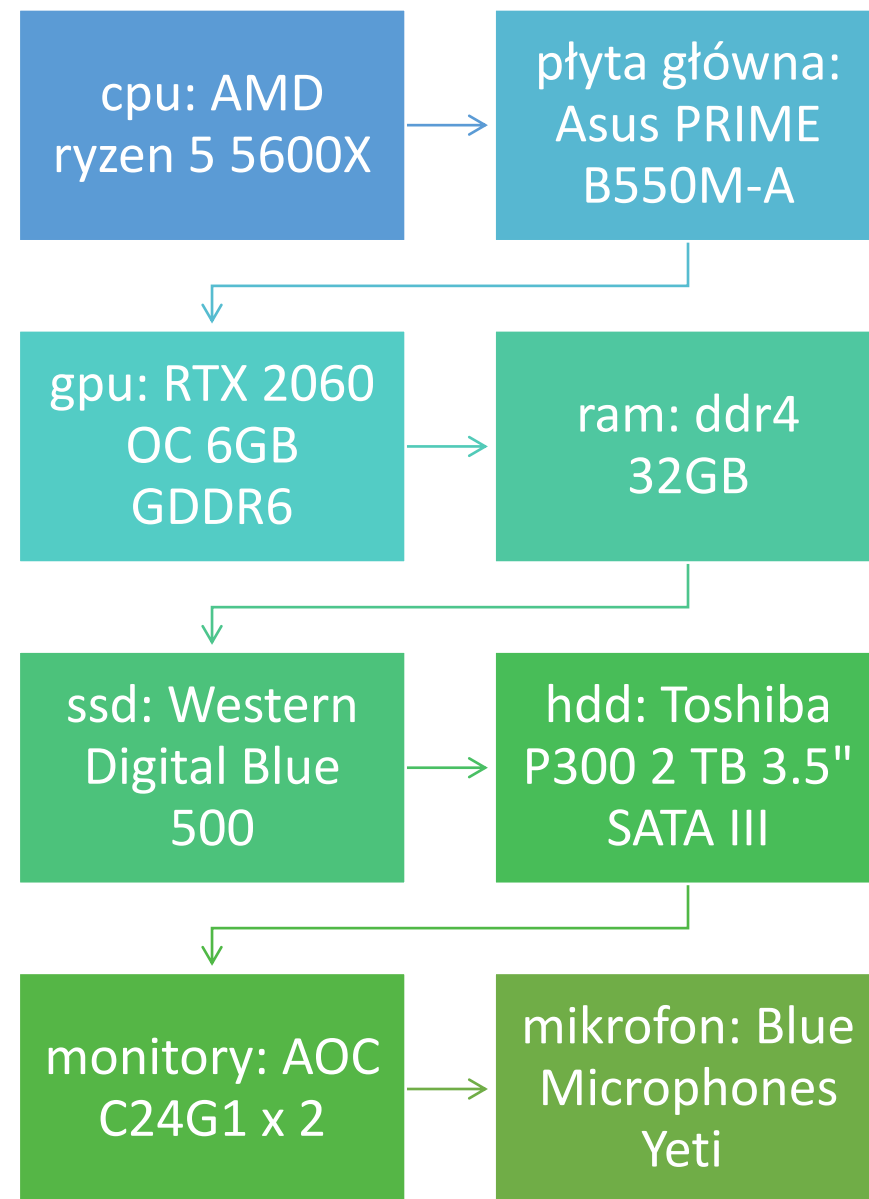 cpu: AMD
ryzen 5 5600X
płyta główna:
Asus PRIME
B550M-A
gpu: RTX 2060
OC 6GB
GDDR6
ram: ddr4
32GB
ssd: Western
Digital Blue
500
hdd: Toshiba
P300 2 TB 3.5"
SATA III
monitory: AOC
C24G1 x 2
mikrofon: Blue
Microphones
Yeti